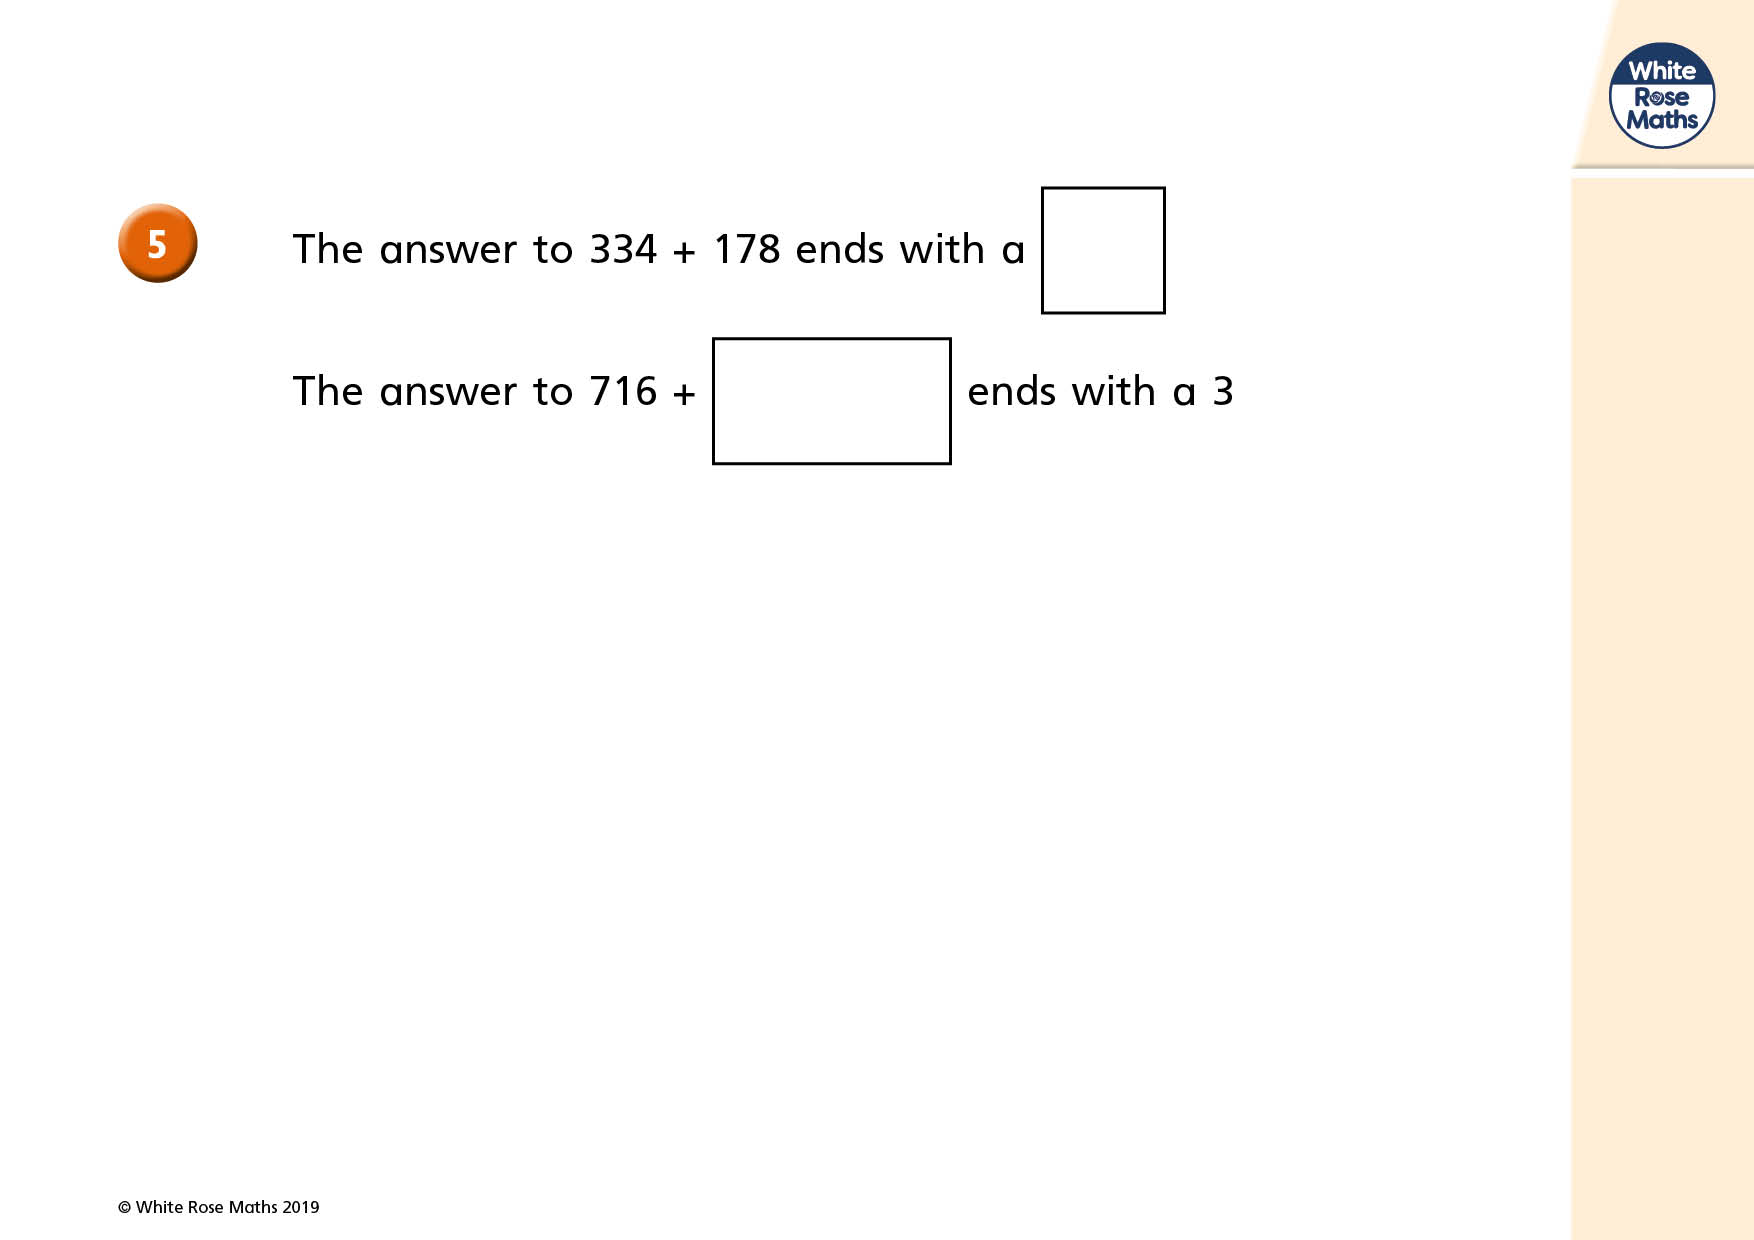 White
Rose
Maths
5
The answer to 334 + 178 ends with a
The answer to 716 + ends with a 3
© White Rose Maths 2019